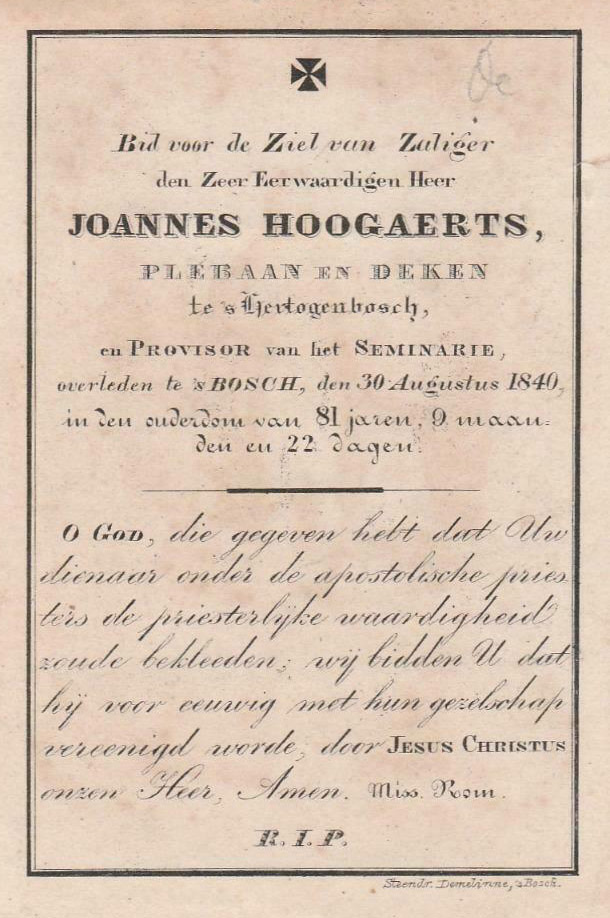 De
Bid voor de Ziel van Zaliger
den Zeer Eerwaardigen Heer
JOANNES HOOGAERTS,
PLEBAAN EN DEKEN
te 's Hertogenbosch,
en PROVISOR van het SEMINARIE,
overleden te 's BOSCH, den 30 Augustus 1840,
in den ouderdom van 81 jaren, 9 maan-
den en 22 dagen.
O GOD, die gegeven hebt dat Uw
dienaar onder de apostolische pries
ters de priesterlijke waardigheid
zoude bekleeden; wij bidden U dat
hij voor eeuwig met hun gezelschap
vereenigd worde, door JESUS CHRISTUS
onzen Heer, Amen. Miss. Rom.
R. I. P.
Steendr. Demelinne, 's Bosch.